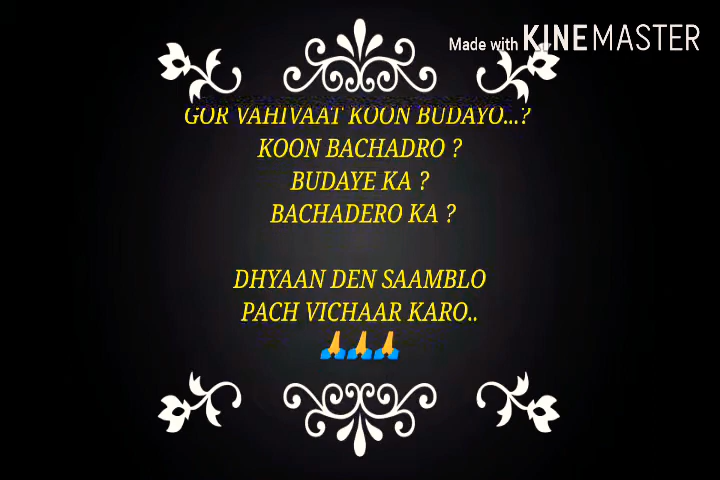 Made with KINEMASTER
GOR VAHIVAAT KOON BUDAYO...?
KOON BACHADRO ?
BUDAYE KA ?
BACHADERO KA ?
DHYAAN DEN SAAMBLO
PACH VICHAAR KARO..
🙏🙏🙏